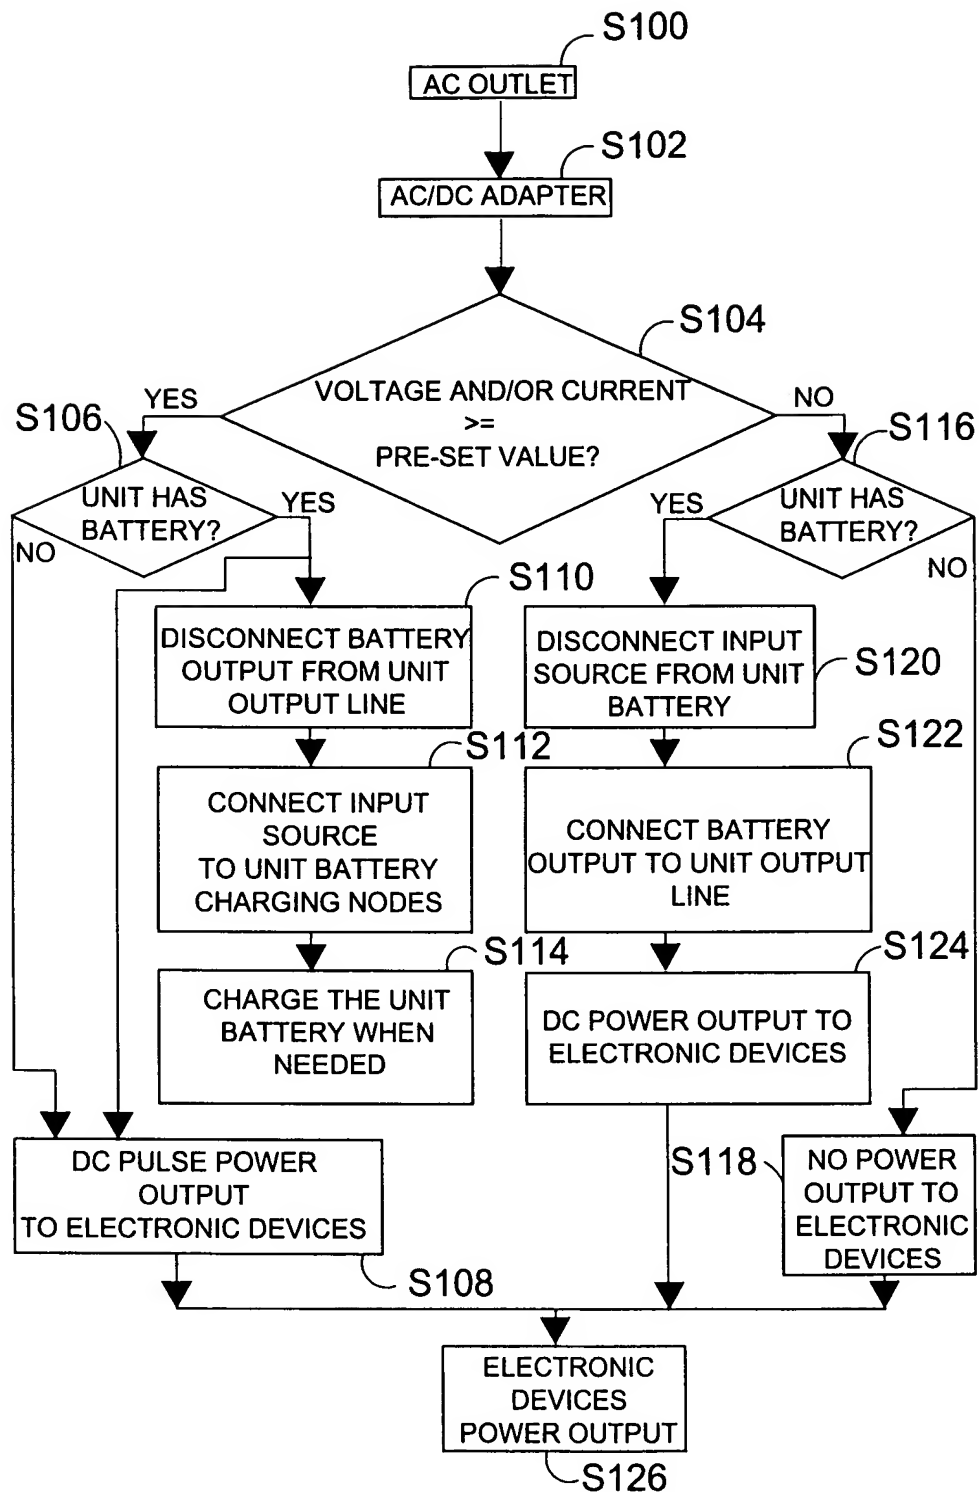 S100
AC OUTLET
S102
AC/DC ADAPTER
S104
VOLTAGE AND/OR CURRENT
>=
PRE-SET VALUE?
YES
NO
S106
UNIT HAS
BATTERY?
YES
NO
S116
UNIT HAS
BATTERY?
YES
NO
S110
DISCONNECT BATTERY
OUTPUT FROM UNIT
OUTPUT LINE
DISCONNECT INPUT
SOURCE FROM UNIT
BATTERY
S120
S112
CONNECT INPUT
SOURCE
TO UNIT BATTERY
CHARGING NODES
S122
CONNECT BATTERY
OUTPUT TO UNIT OUTPUT
LINE
S114
CHARGE THE UNIT
BATTERY WHEN
NEEDED
S124
DC POWER OUTPUT TO
ELECTRONIC DEVICES
DC PULSE POWER
OUTPUT
TO ELECTRONIC DEVICES
S108
S118
NO POWER
OUTPUT TO
ELECTRONIC
DEVICES
ELECTRONIC
DEVICES
POWER OUTPUT
S126